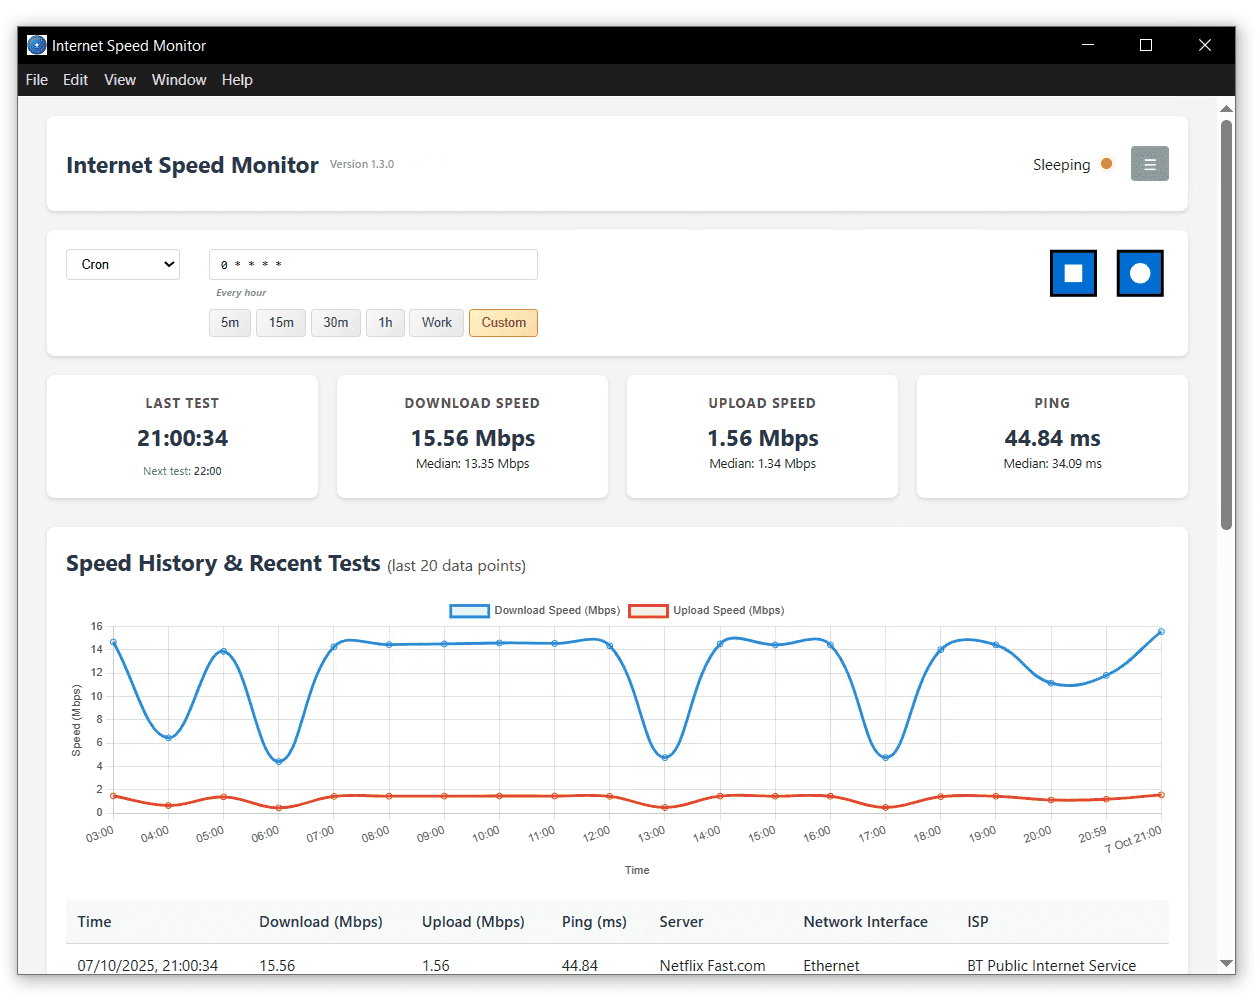 Internet Speed Monitor
File Edit View Window Help
Internet Speed Monitor Version 1.3.0
Sleeping
Cron
0 * * * *
Every hour
5m 15m 30m 1h Work Custom
LAST TEST
21:00:34
Next test: 22:00
DOWNLOAD SPEED
15.56 Mbps
Median: 13.35 Mbps
UPLOAD SPEED
1.56 Mbps
Median: 1.34 Mbps
PING
44.84 ms
Median: 34.09 ms
Speed History & Recent Tests (last 20 data points)
Download Speed (Mbps) Upload Speed (Mbps)
Speed (Mbps)
16
14
12
10
8
6
4
2
0
03:00 04:00 05:00 06:00 07:00 08:00 09:00 10:00 11:00 12:00 13:00 14:00 15:00 16:00 17:00 18:00 19:00 20:00 20:59 7 Oct 21:00
Time
Time Download (Mbps) Upload (Mbps) Ping (ms) Server Network Interface ISP
07/10/2025, 21:00:34 15.56 1.56 44.84 Netflix Fast.com Ethernet BT Public Internet Service